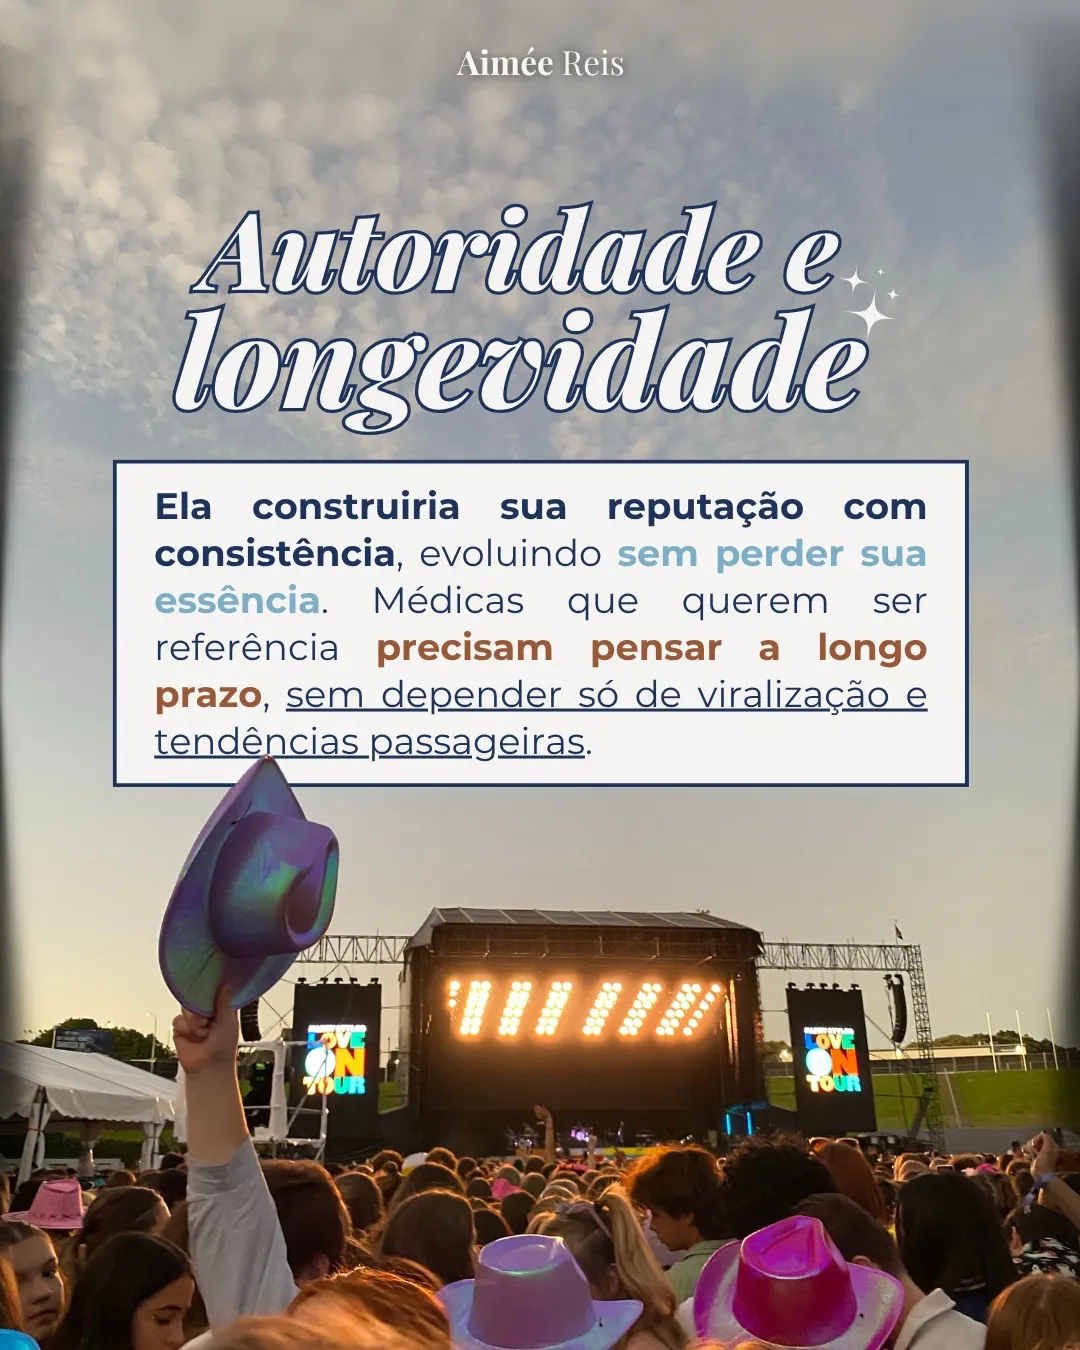 Aimée Reis
Autoridade e
longevidade
Ela construiria sua reputação com
consistência, evoluindo sem perder sua
essência. Médicas que querem ser
referência precisam pensar a longo
prazo, sem depender só de viralização e
tendências passageiras.
LOVE
ON
TOUR
LOVE
ON
TOUR